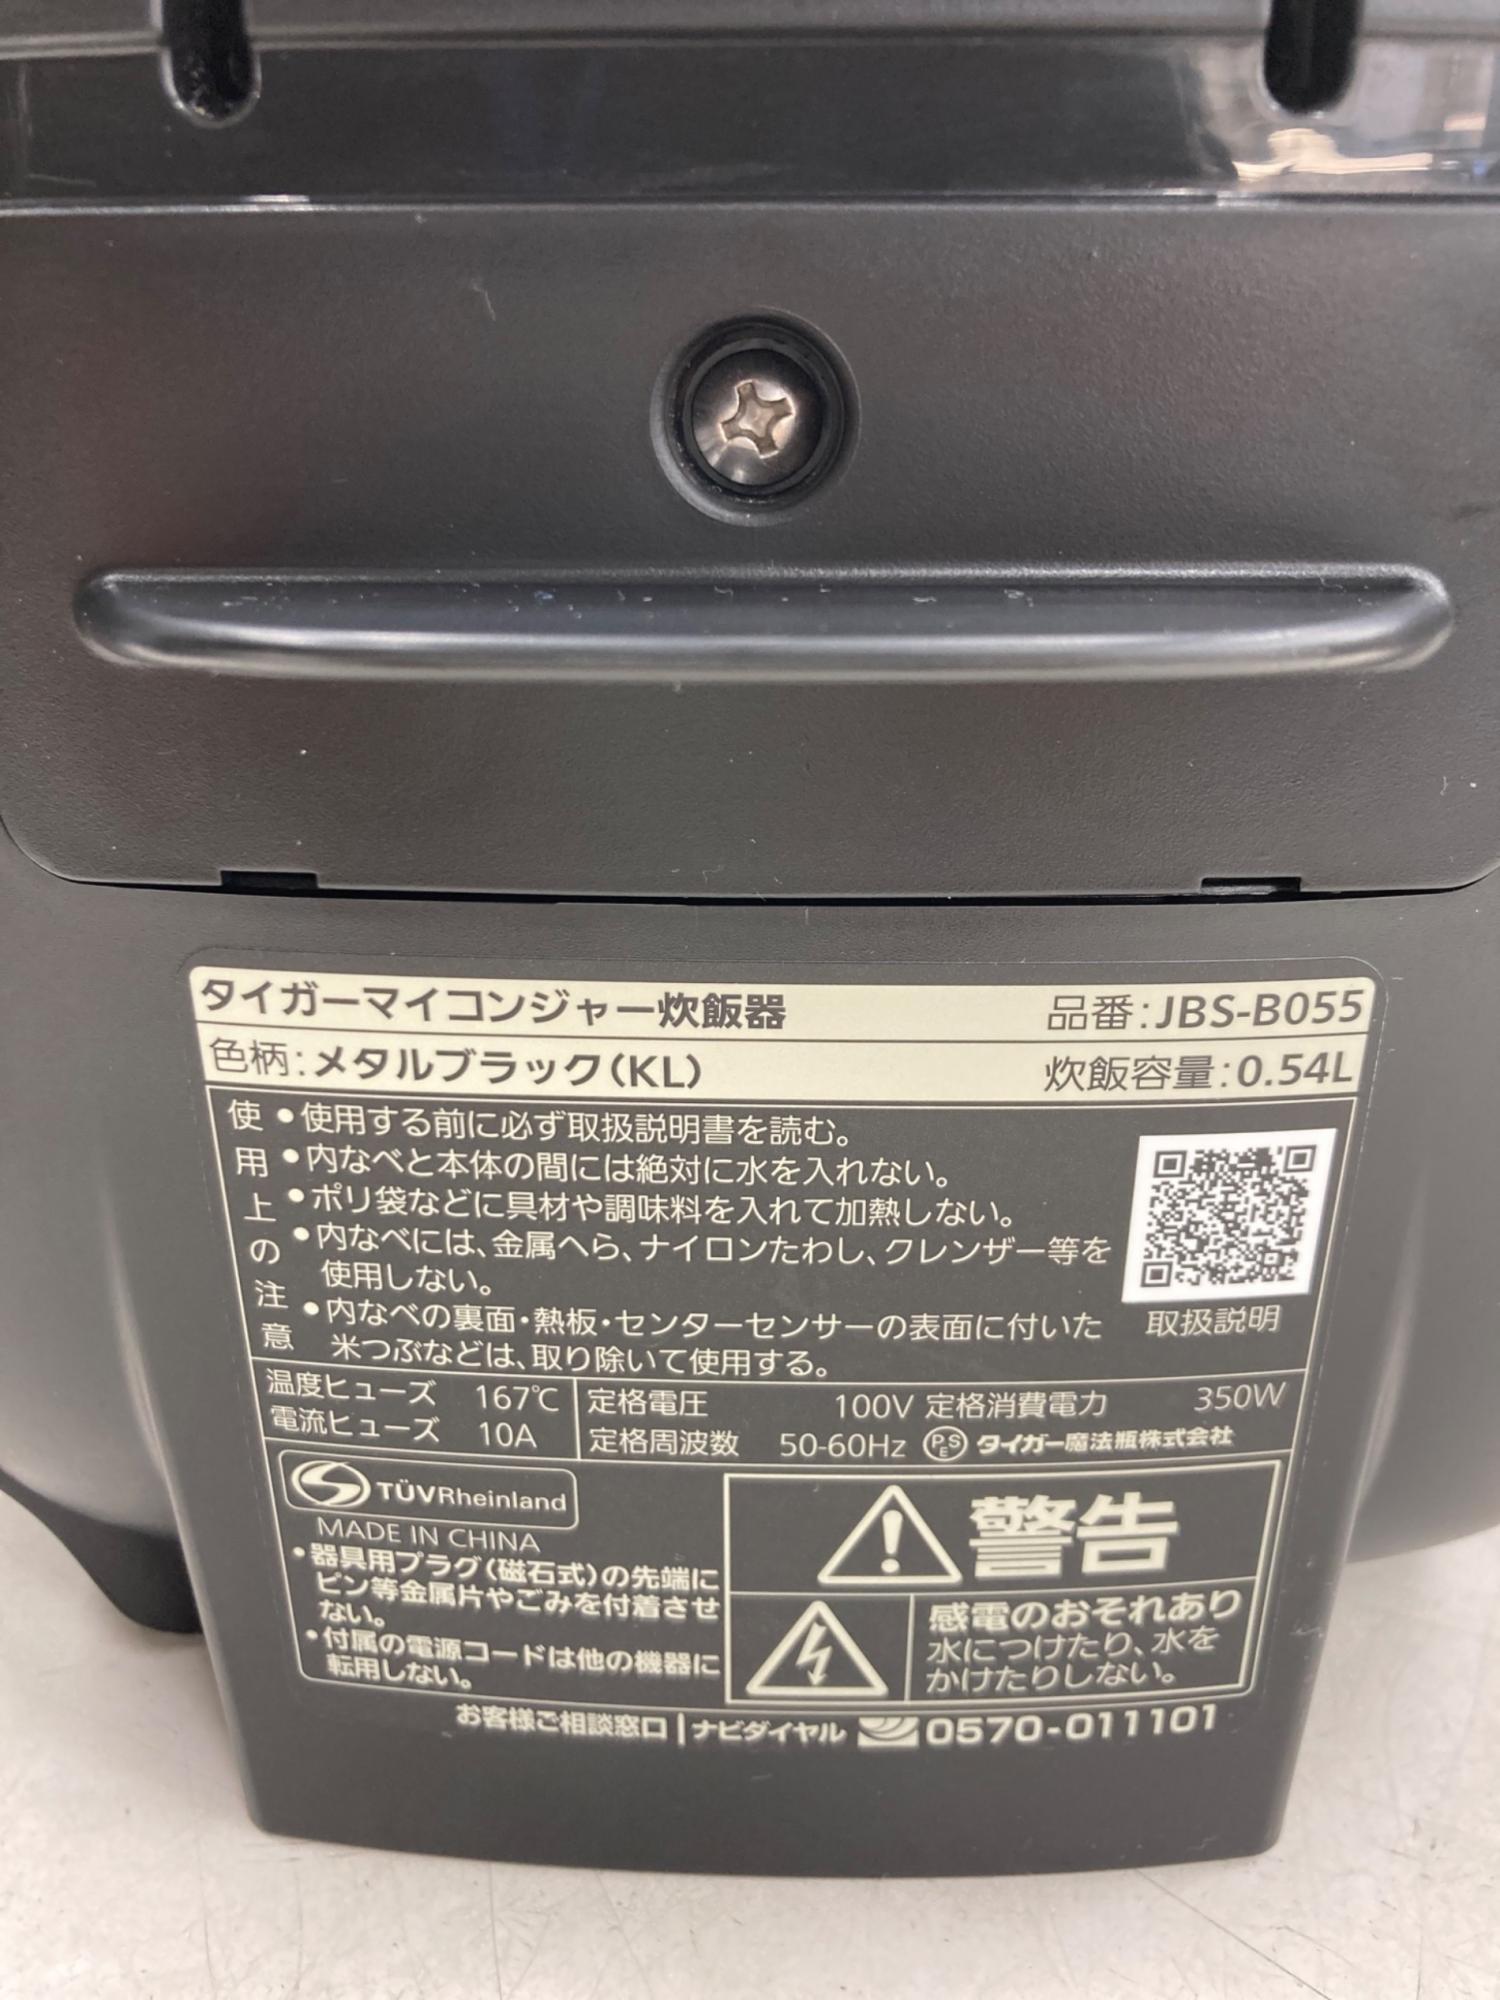 タイガーマイコンジャー炊飯器 品番:JBS-B055
色柄:メタルブラック(KL) 炊飯容量:0.54L
使用上の注意
●使用する前に必ず取扱説明書を読む。
●内なべと本体の間には絶対に水を入れない。
●ポリ袋などに具材や調味料を入れて加熱しない。
●内なべには、金属へら、ナイロンたわし、クレンザー等を
使用しない。
●内なべの裏面・熱板・センターセンサーの表面に付いた
米つぶなどは、取り除いて使用する。
取扱説明
温度ヒューズ 167℃ 定格電圧 100V 定格消費電力 350W
電流ヒューズ 10A 定格周波数 50-60Hz PSE タイガー魔法瓶株式会社
TÜVRheinland
MADE IN CHINA
●器具用プラグ(磁石式)の先端に
ピン等金属片やごみを付着させ
ない。
●付属の電源コードは他の機器に
転用しない。
警告
感電のおそれあり
水につけたり、水を
かけたりしない。
お客様ご相談窓口|ナビダイヤル 0570-011101